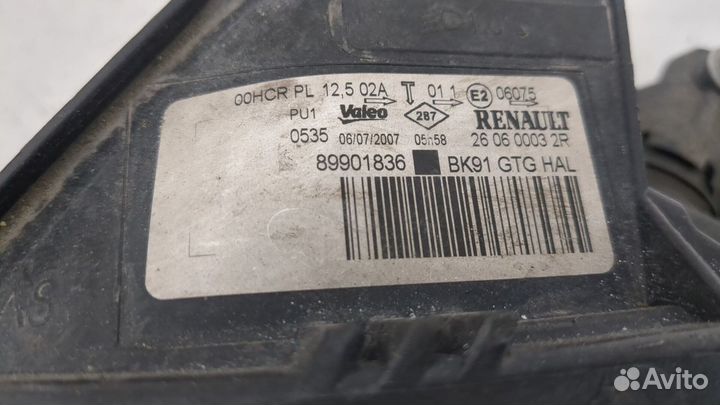 00HCR PL 12,5 02A T 01 1 E2 06075
PU1 Valeo 2B7 RENAULT
0535 06/07/2007 05h58 26 06 0003 2R
89901836 BK91 GTG HAL
Avito